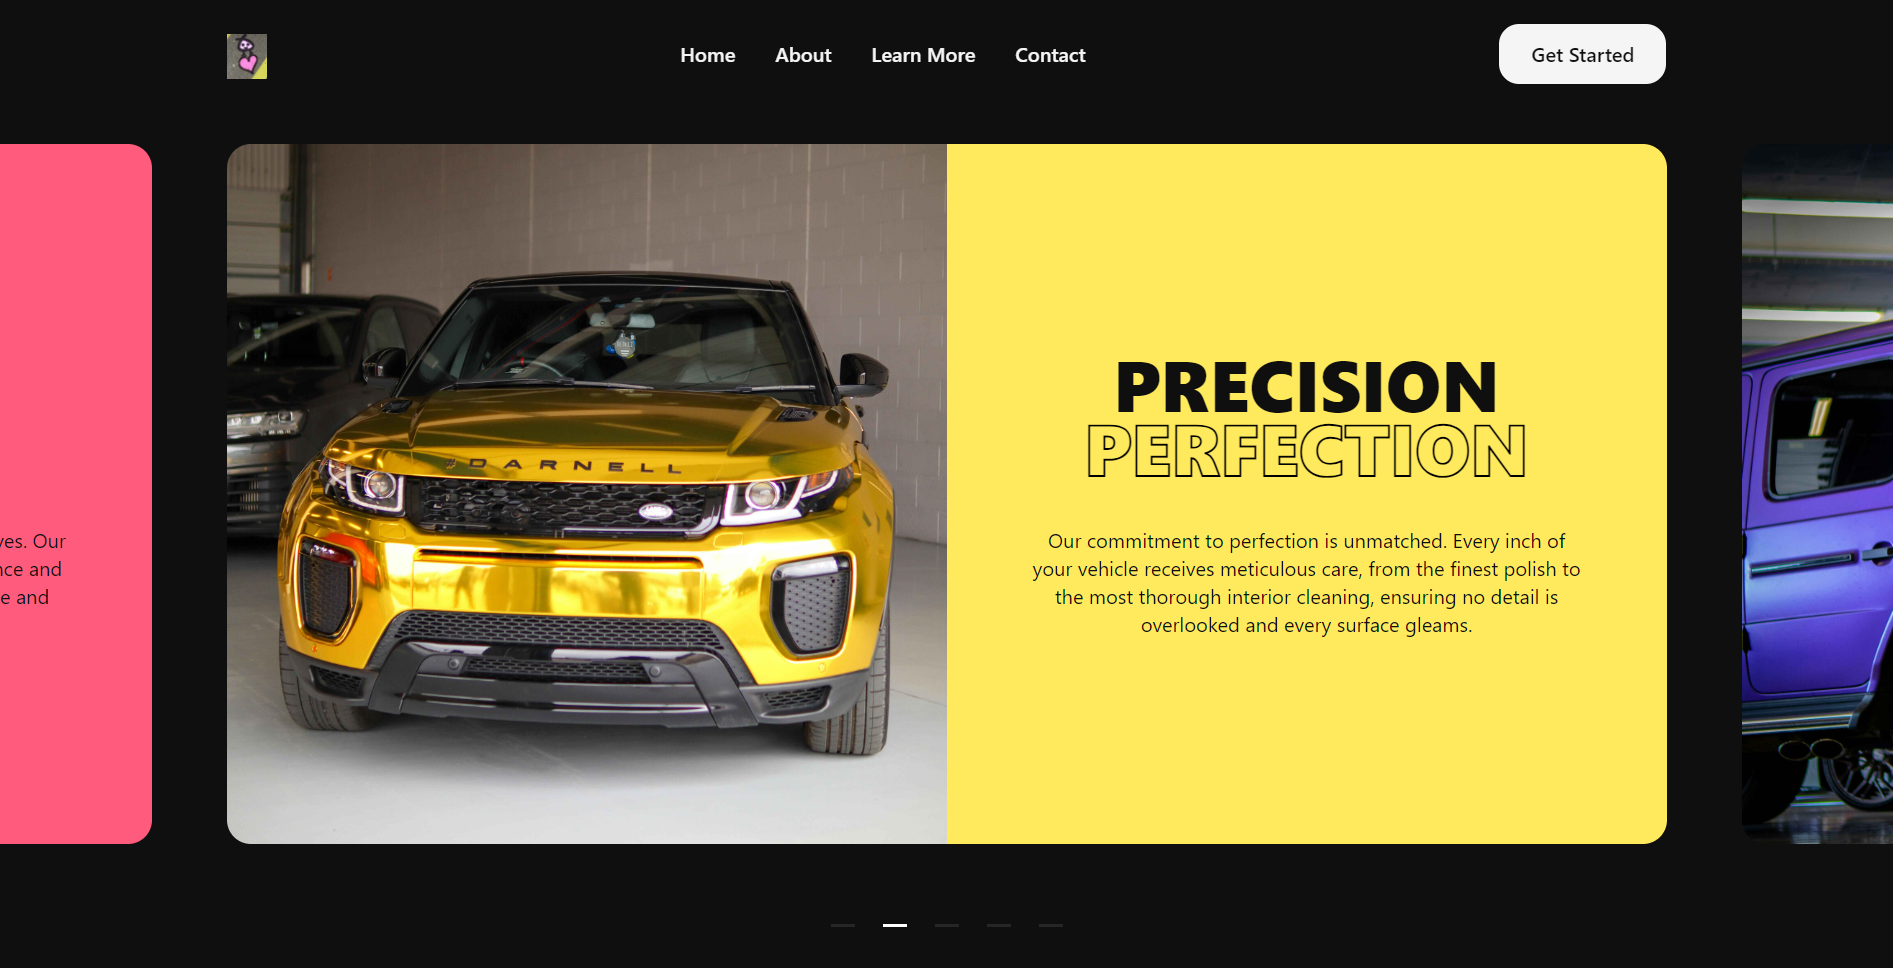 Home About Learn More Contact
Get Started
ves. Our
nce and
e and
#DARNELL
PRECISION
PERFECTION
Our commitment to perfection is unmatched. Every inch of
your vehicle receives meticulous care, from the finest polish to
the most thorough interior cleaning, ensuring no detail is
overlooked and every surface gleams.